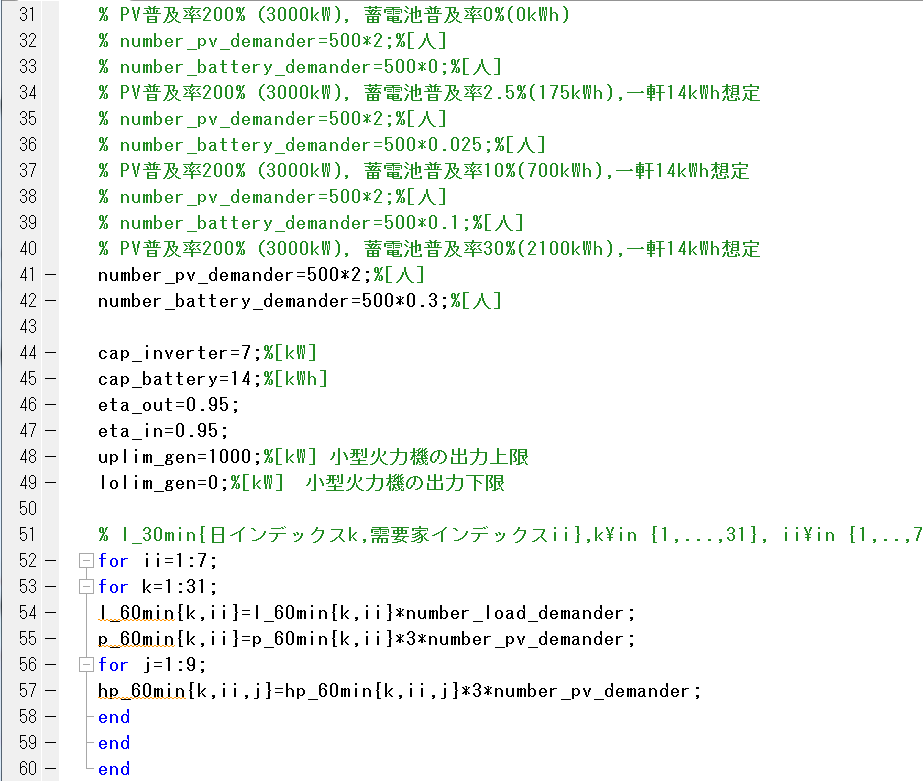 31 % PV普及率200% (3000kW), 蓄電池普及率0%(0kWh)
32 % number_pv_demander=500*2;%[人]
33 % number_battery_demander=500*0;%[人]
34 % PV普及率200% (3000kW), 蓄電池普及率2.5%(175kWh),一軒14kWh想定
35 % number_pv_demander=500*2;%[人]
36 % number_battery_demander=500*0.025;%[人]
37 % PV普及率200% (3000kW), 蓄電池普及率10%(700kWh),一軒14kWh想定
38 % number_pv_demander=500*2;%[人]
39 % number_battery_demander=500*0.1;%[人]
40 % PV普及率200% (3000kW), 蓄電池普及率30%(2100kWh),一軒14kWh想定
41 – number_pv_demander=500*2;%[人]
42 – number_battery_demander=500*0.3;%[人]
43
44 – cap_inverter=7;%[kW]
45 – cap_battery=14;%[kWh]
46 – eta_out=0.95;
47 – eta_in=0.95;
48 – uplim_gen=1000;%[kW] 小型火力機の出力上限
49 – lolim_gen=0;%[kW] 小型火力機の出力下限
50
51 % l_30min{日インデックスk,需要家インデックスii},k¥in {1,...,31}, ii¥in {1,..,7
52 – for ii=1:7;
53 – for k=1:31;
54 – l_60min{k,ii}=l_60min{k,ii}*number_load_demander;
55 – p_60min{k,ii}=p_60min{k,ii}*3*number_pv_demander;
56 – for j=1:9;
57 – hp_60min{k,ii,j}=hp_60min{k,ii,j}*3*number_pv_demander;
58 – end
59 – end
60 – end